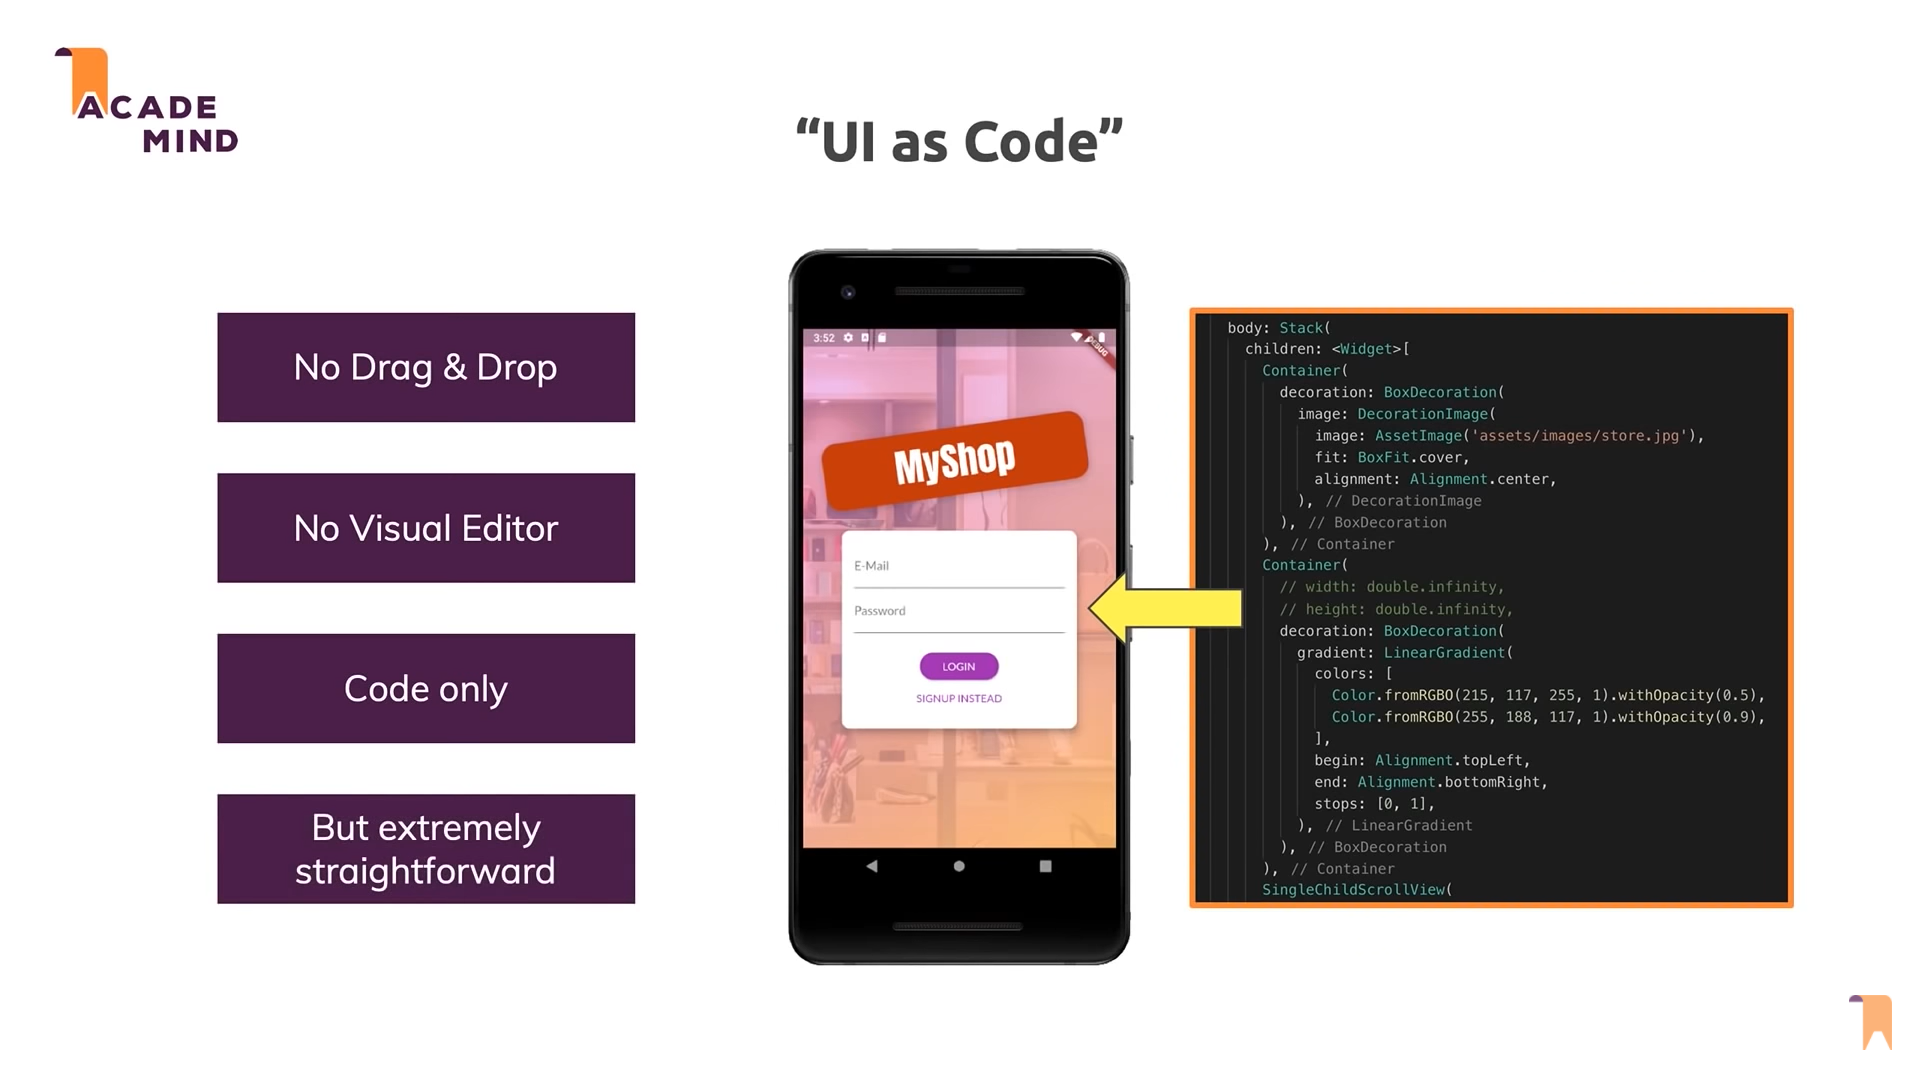 ACADE
MIND
“UI as Code”
No Drag & Drop
No Visual Editor
Code only
But extremely
straightforward
3:52
DEBUG
MyShop
E-Mail
Password
LOGIN
SIGNUP INSTEAD
body: Stack(
children: <Widget>[
Container(
decoration: BoxDecoration(
image: DecorationImage(
image: AssetImage('assets/images/store.jpg'),
fit: BoxFit.cover,
alignment: Alignment.center,
), // DecorationImage
), // BoxDecoration
), // Container
Container(
// width: double.infinity,
// height: double.infinity,
decoration: BoxDecoration(
gradient: LinearGradient(
colors: [
Color.fromRGBO(215, 117, 255, 1).withOpacity(0.5),
Color.fromRGBO(255, 188, 117, 1).withOpacity(0.9),
],
begin: Alignment.topLeft,
end: Alignment.bottomRight,
stops: [0, 1],
), // LinearGradient
), // BoxDecoration
), // Container
SingleChildScrollView(